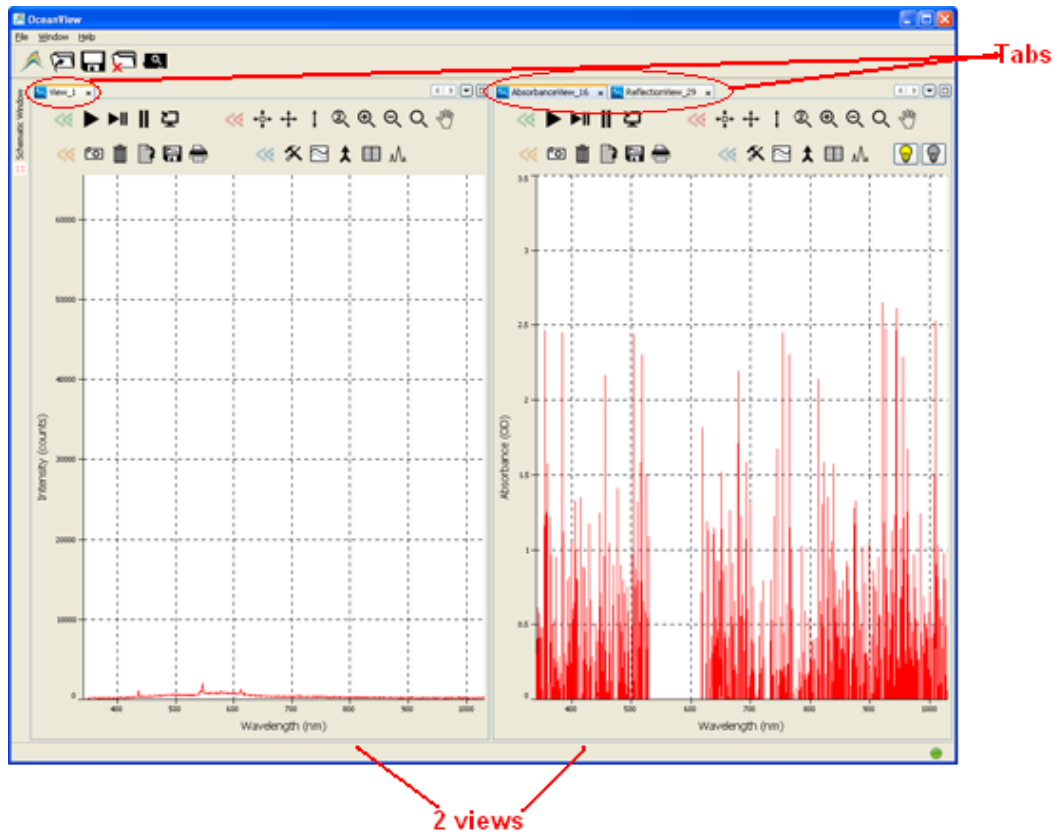 OceanView
File Window Help
Tabs
Schematic Window
View_1
AbsorbanceView_16
ReflectionView_29
60000
50000
40000
30000
20000
10000
0
Intensity (counts)
400 500 600 700 800 900 1000
Wavelength (nm)
3.5
3
2.5
2
1.5
1
0.5
0
Absorbance (OD)
400 500 600 700 800 900 1000
Wavelength (nm)
2 views